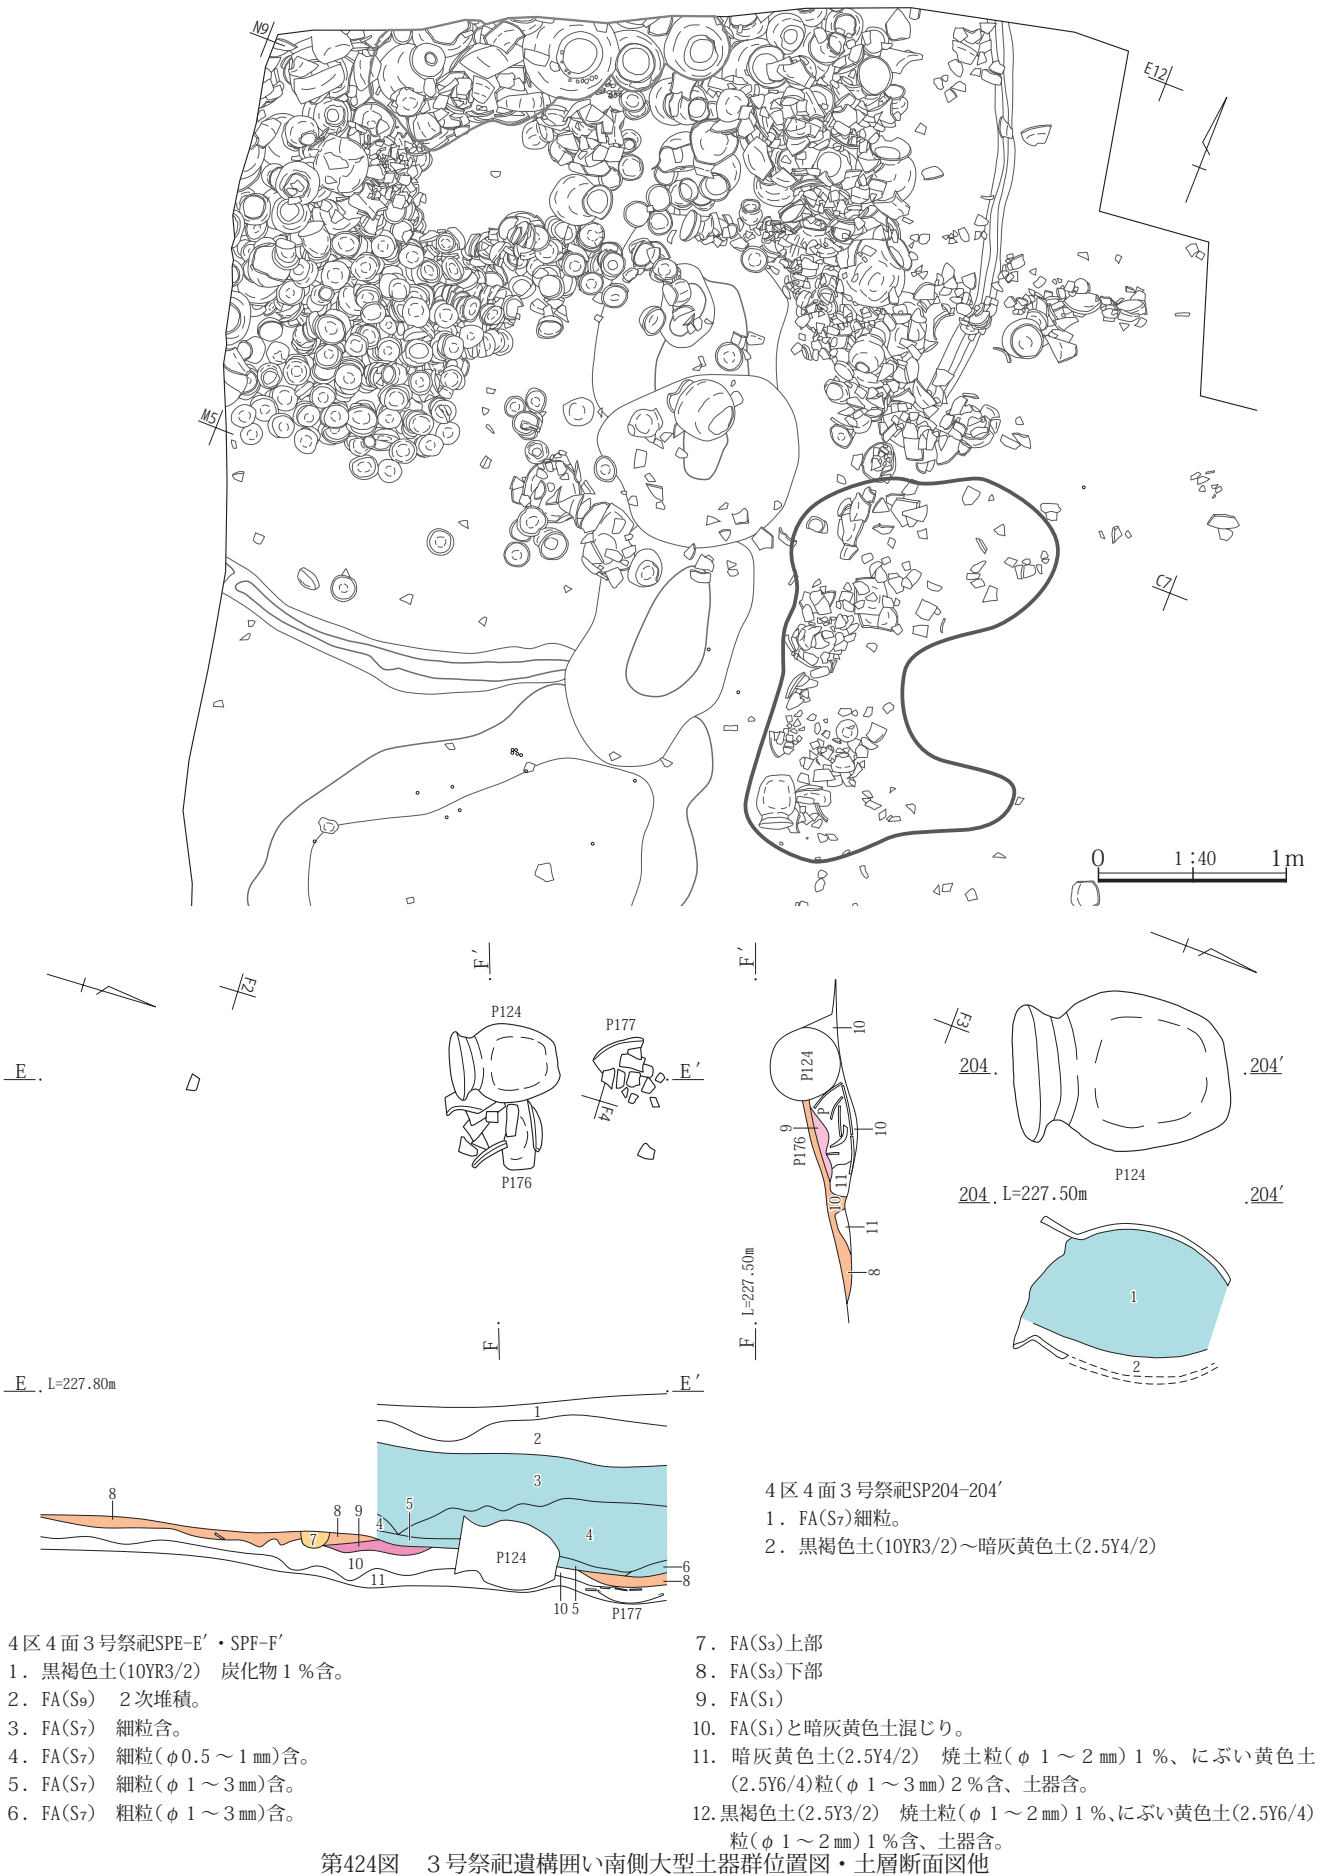 N9
E12
M5
C7
0 1:40 1m
F2
F′
P124
P177
E
E′
F4
P176
F
F′
10
P124
P
9
P176
10
11
10
11
8
L=227.50m
F
F3
204
204′
P124
204 L=227.50m 204′
1
2
E L=227.80m E′
1
2
3
8
8
9
4
5
7
4
10
P124
11
6
8
10 5
P177
4区4面3号祭祀SP204-204′
1. FA(S₇)細粒。
2. 黒褐色土(10YR3/2)～暗灰黄色土(2.5Y4/2)
4区4面3号祭祀SPE-E′・SPF-F′
1. 黒褐色土(10YR3/2) 炭化物1%含。
2. FA(S₉) 2次堆積。
3. FA(S₇) 細粒含。
4. FA(S₇) 細粒(φ0.5～1㎜)含。
5. FA(S₇) 細粒(φ1～3㎜)含。
6. FA(S₇) 粗粒(φ1～3㎜)含。
7. FA(S₃)上部
8. FA(S₃)下部
9. FA(S₁)
10. FA(S₁)と暗灰黄色土混じり。
11. 暗灰黄色土(2.5Y4/2) 焼土粒(φ1～2㎜)1%、にぶい黄色土
(2.5Y6/4)粒(φ1～3㎜)2%含、土器含。
12. 黒褐色土(2.5Y3/2) 焼土粒(φ1～2㎜)1%、にぶい黄色土(2.5Y6/4)
粒(φ1～2㎜)1%含、土器含。
第424図 3号祭祀遺構囲い南側大型土器群位置図・土層断面図他